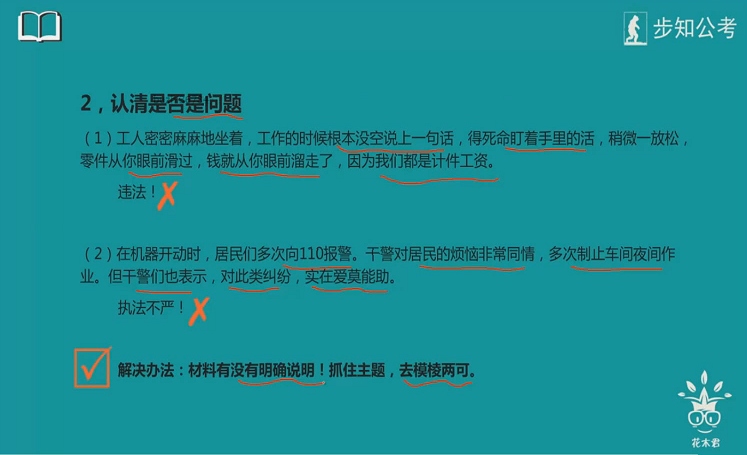 步知公考
2，认清是否是问题
（1）工人密密麻麻地坐着，工作的时候根本没空说上一句话，得死命盯着手里的活，稍微一放松，
零件从你眼前滑过，钱就从你眼前溜走了，因为我们都是计件工资。
违法！
（2）在机器开动时，居民们多次向110报警。干警对居民的烦恼非常同情，多次制止车间夜间作
业。但干警们也表示，对此类纠纷，实在爱莫能助。
执法不严！
解决办法：材料有没有明确说明！抓住主题，去模棱两可。
花木君